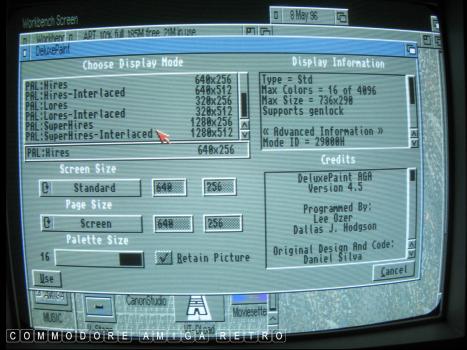 Workbench Screen
8 May 96
DeluxePaint
Choose Display Mode
PAL:Hires 640x256
PAL:Hires-Interlaced 640x512
PAL:Lores 320x256
PAL:Lores-Interlaced 320x512
PAL:SuperHires 1280x256
PAL:SuperHires-Interlaced 1280x512
PAL:Hires 640x256
Screen Size
Standard 640 256
Page Size
Screen 640 256
Palette Size
16 Retain Picture
Use
Display Information
Type = Std
Max Colors = 16 of 4096
Max Size = 736x290
Supports genlock
« Advanced Information »
Mode ID = 29000H
Credits
DeluxePaint AGA
Version 4.5
Programmed By:
Lee Ozer
Dallas J. Hodgson
Original Design And Code:
Daniel Silva
Cancel
AMIGA
MUSIC
CanonStudio
Moviesette
COMMODORE AMIGA RETRO